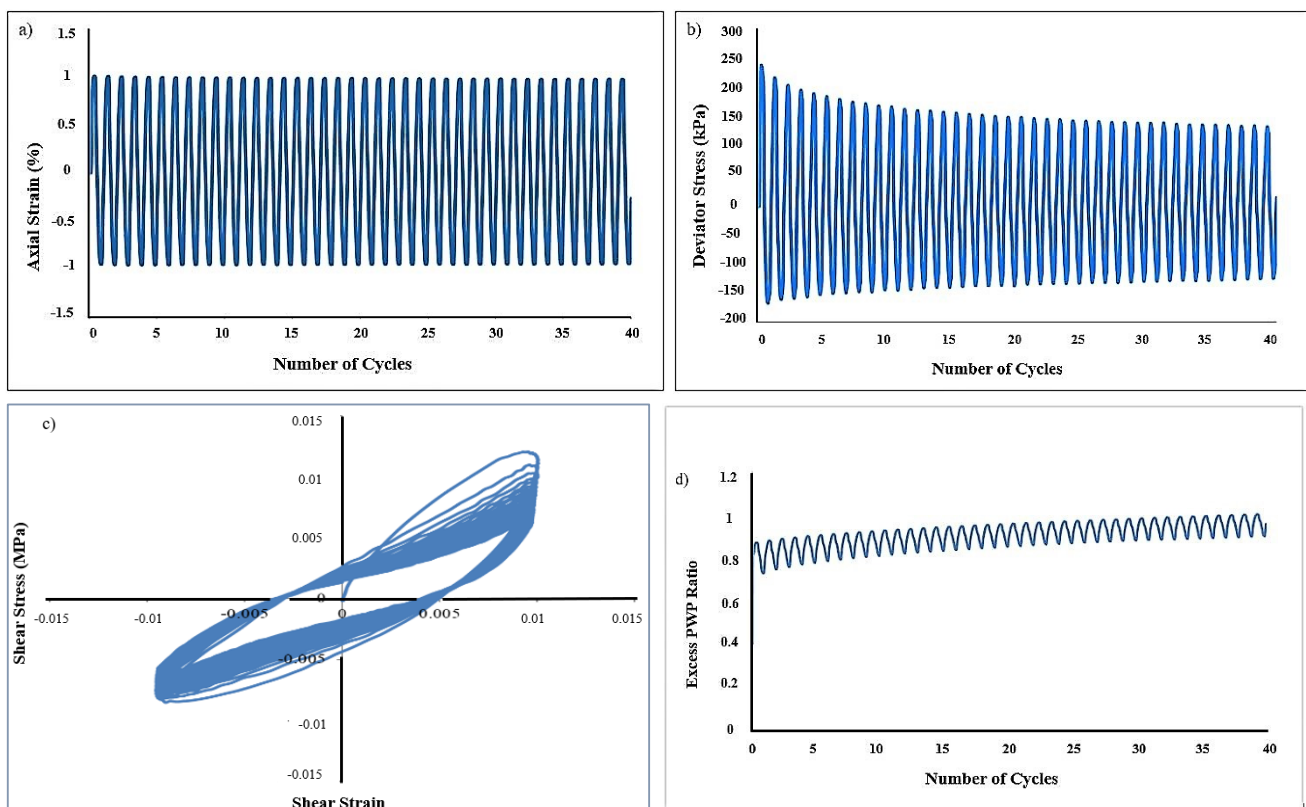 a)
1.5
1
0.5
0
-0.5
-1
-1.5
Axial Strain (%)
0 5 10 15 20 25 30 35 40
Number of Cycles
b)
300
250
200
150
100
50
0
-50
-100
-150
-200
Deviator Stress (kPa)
0 5 10 15 20 25 30 35 40
Number of Cycles
c)
0.015
0.01
0.005
0
-0.005
-0.01
-0.015
Shear Stress (MPa)
-0.015 -0.01 -0.005 0 0.005 0.01 0.015
Shear Strain
d)
1.2
1
0.8
0.6
0.4
0.2
0
Excess PWP Ratio
0 5 10 15 20 25 30 35 40
Number of Cycles